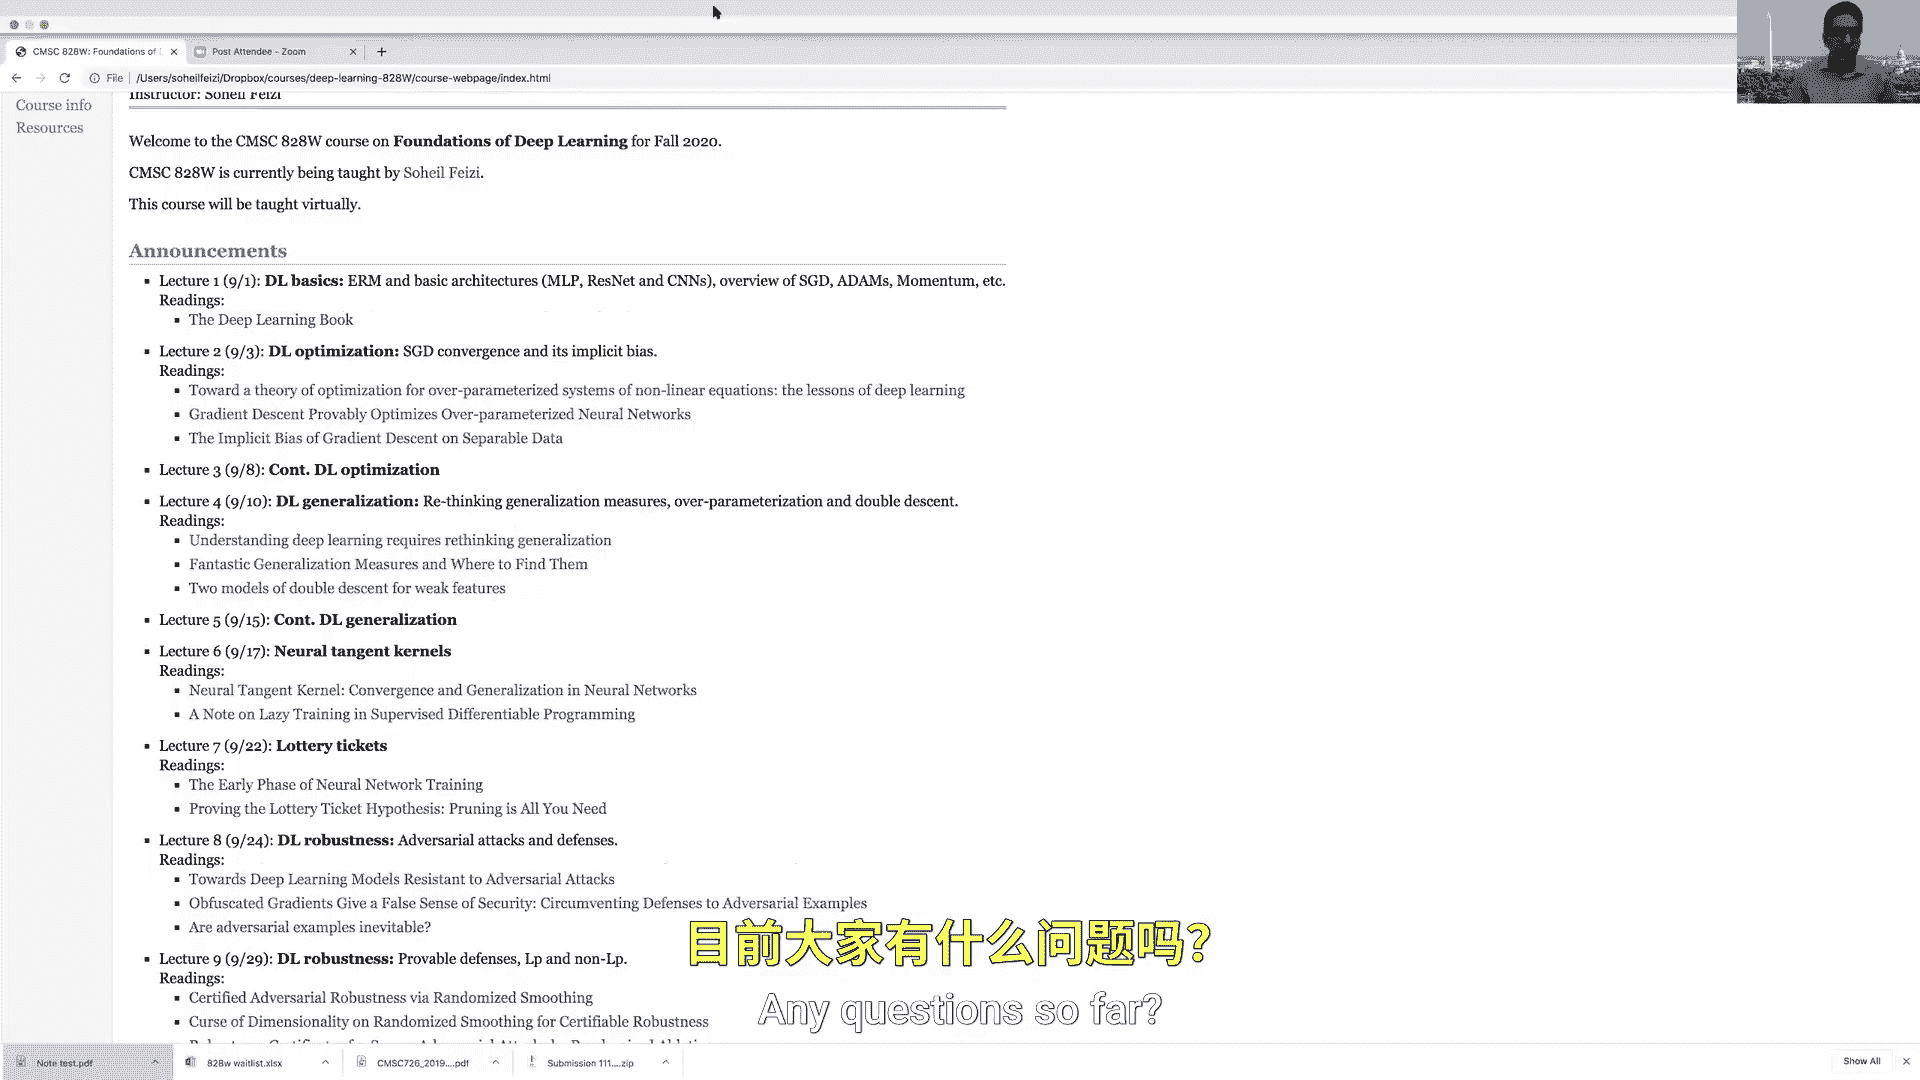 CMSC 828W: Foundations of D
Post Attendee - Zoom
File
/Users/soheilfeizi/Dropbox/courses/deep-learning-828W/course-webpage/index.html
Course info
Resources
Instructor: Soheil Feizi
Welcome to the CMSC 828W course on Foundations of Deep Learning for Fall 2020.
CMSC 828W is currently being taught by Soheil Feizi.
This course will be taught virtually.
Announcements
Lecture 1 (9/1): DL basics: ERM and basic architectures (MLP, ResNet and CNNs), overview of SGD, ADAMs, Momentum, etc.
Readings:
The Deep Learning Book
Lecture 2 (9/3): DL optimization: SGD convergence and its implicit bias.
Readings:
Toward a theory of optimization for over-parameterized systems of non-linear equations: the lessons of deep learning
Gradient Descent Provably Optimizes Over-parameterized Neural Networks
The Implicit Bias of Gradient Descent on Separable Data
Lecture 3 (9/8): Cont. DL optimization
Lecture 4 (9/10): DL generalization: Re-thinking generalization measures, over-parameterization and double descent.
Readings:
Understanding deep learning requires rethinking generalization
Fantastic Generalization Measures and Where to Find Them
Two models of double descent for weak features
Lecture 5 (9/15): Cont. DL generalization
Lecture 6 (9/17): Neural tangent kernels
Readings:
Neural Tangent Kernel: Convergence and Generalization in Neural Networks
A Note on Lazy Training in Supervised Differentiable Programming
Lecture 7 (9/22): Lottery tickets
Readings:
The Early Phase of Neural Network Training
Proving the Lottery Ticket Hypothesis: Pruning is All You Need
Lecture 8 (9/24): DL robustness: Adversarial attacks and defenses.
Readings:
Towards Deep Learning Models Resistant to Adversarial Attacks
Obfuscated Gradients Give a False Sense of Security: Circumventing Defenses to Adversarial Examples
Are adversarial examples inevitable?
Lecture 9 (9/29): DL robustness: Provable defenses, Lp and non-Lp.
Readings:
Certified Adversarial Robustness via Randomized Smoothing
Curse of Dimensionality on Randomized Smoothing for Certifiable Robustness
目前大家有什么问题吗？
Any questions so far?
Note test.pdf
828w waitlist.xlsx
CMSC726_2019....pdf
Submission 111....zip
Show All